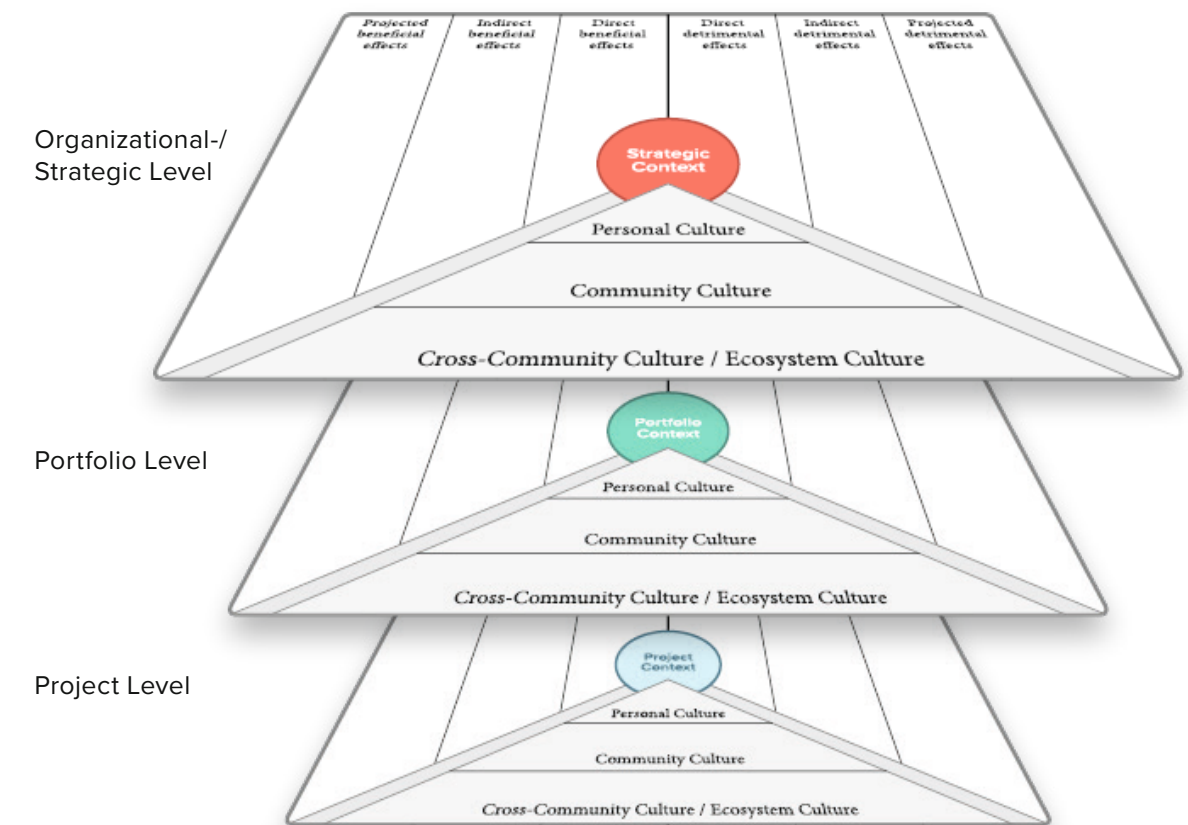 Projected
beneficial
effects
Indirect
beneficial
effects
Direct
beneficial
effects
Direct
detrimental
effects
Indirect
detrimental
effects
Projected
detrimental
effects
Organizational-/
Strategic Level
Strategic
Context
Personal Culture
Community Culture
Cross-Community Culture / Ecosystem Culture
Portfolio Level
Portfolio
Context
Personal Culture
Community Culture
Cross-Community Culture / Ecosystem Culture
Project Level
Project
Context
Personal Culture
Community Culture
Cross-Community Culture / Ecosystem Culture